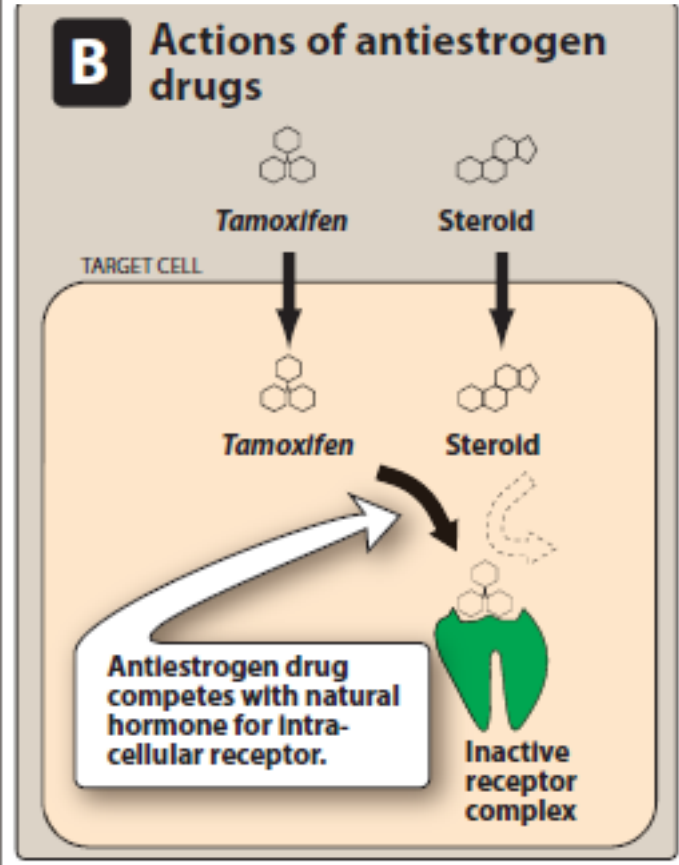 B
Actions of antiestrogen
drugs
Tamoxifen
Steroid
TARGET CELL
Tamoxifen
Steroid
Antiestrogen drug
competes with natural
hormone for intra-
cellular receptor.
Inactive
receptor
complex